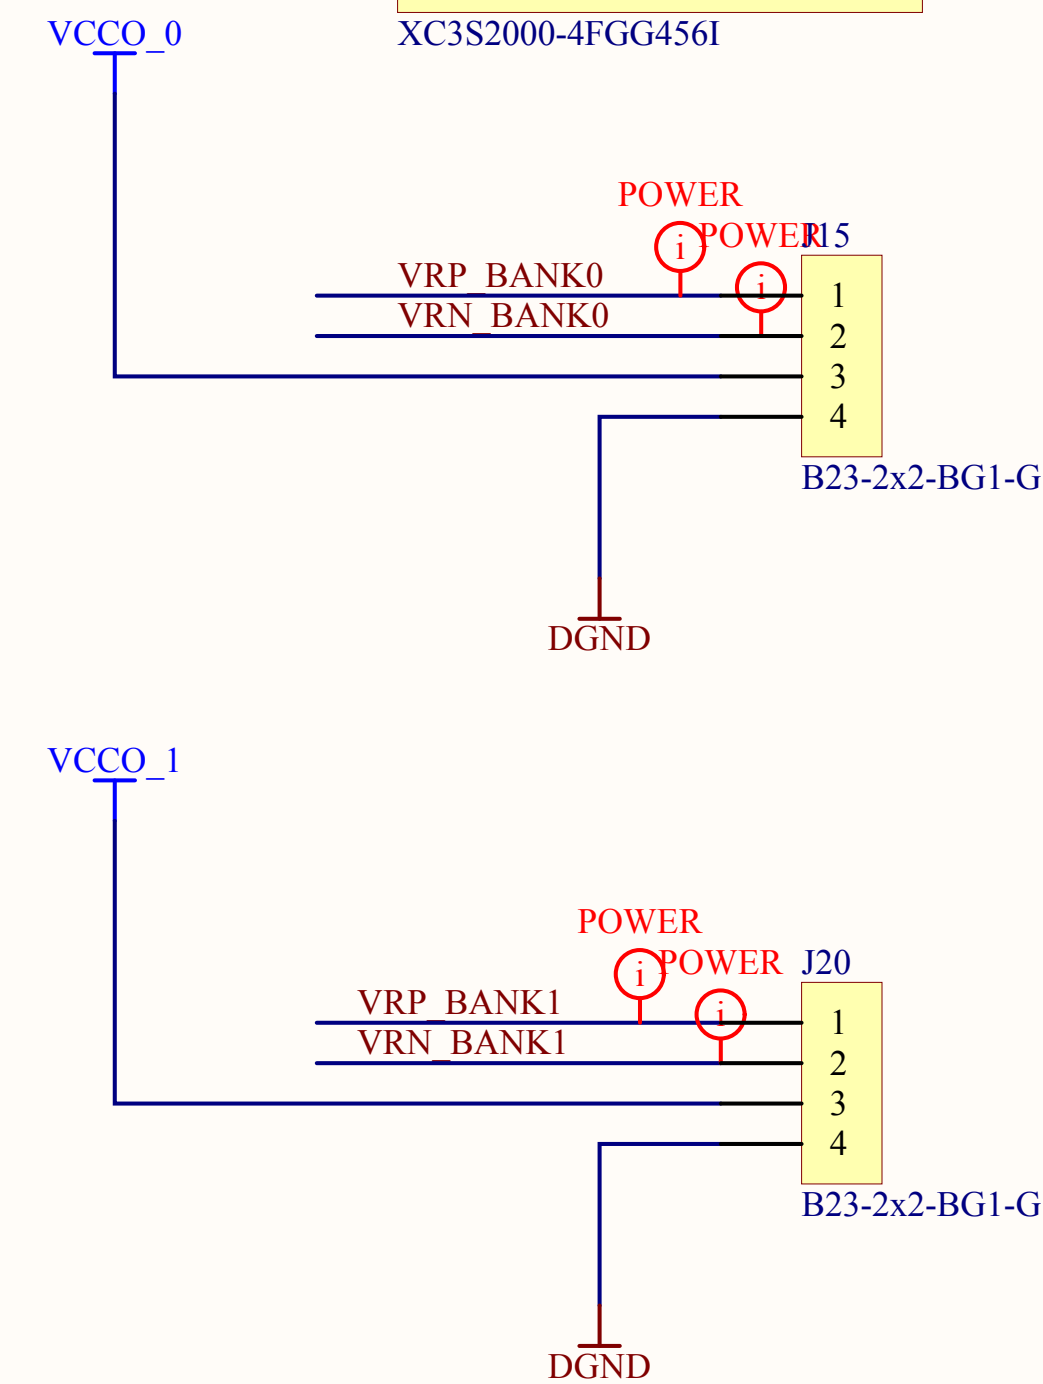 VCCO_0
XC3S2000-4FGG456I
POWER
i
POWER
J15
i
VRP_BANK0
1
VRN_BANK0
2
3
4
B23-2x2-BG1-G
DGND
VCCO_1
POWER
i
POWER
J20
i
VRP_BANK1
1
VRN_BANK1
2
3
4
B23-2x2-BG1-G
DGND